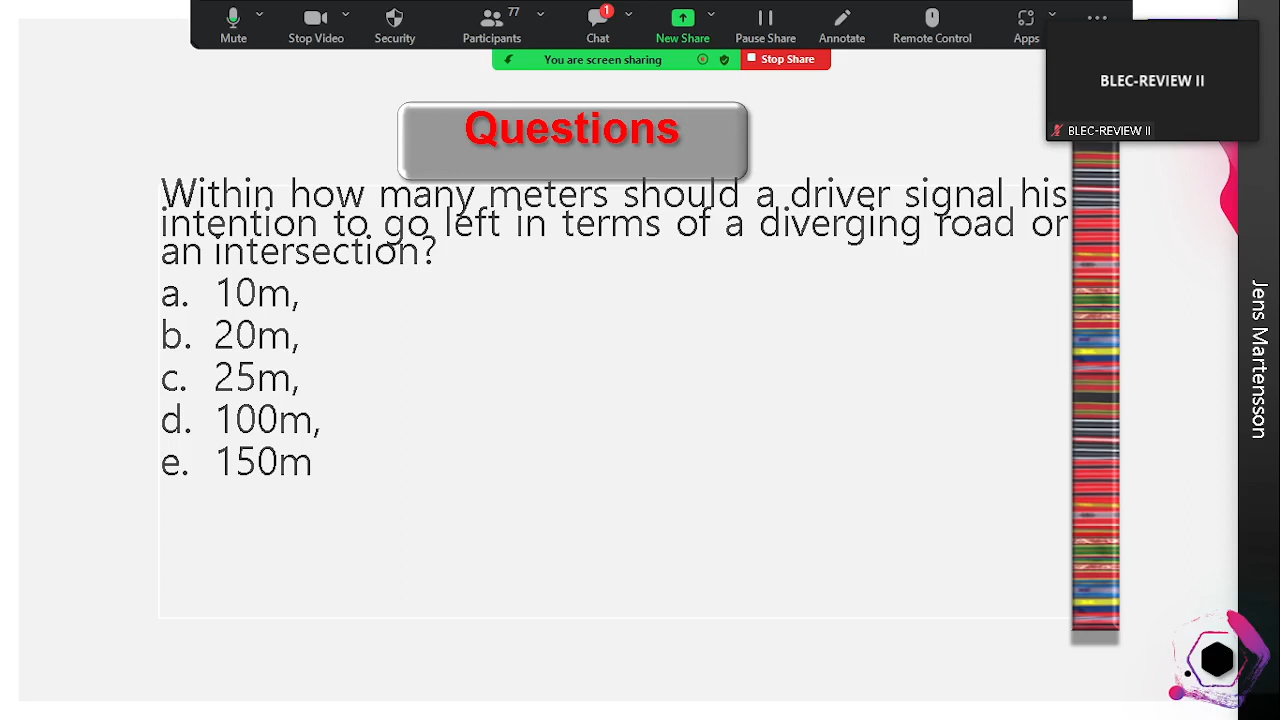 Mute
Stop Video
Security
77
Participants
1
Chat
New Share
Pause Share
Annotate
Remote Control
Apps
You are screen sharing
Stop Share
BLEC-REVIEW II
BLEC-REVIEW II
Questions
Within how many meters should a driver signal his
intention to go left in terms of a diverging road or
an intersection?
a. 10m,
b. 20m,
c. 25m,
d. 100m,
e. 150m
Jens Martensson